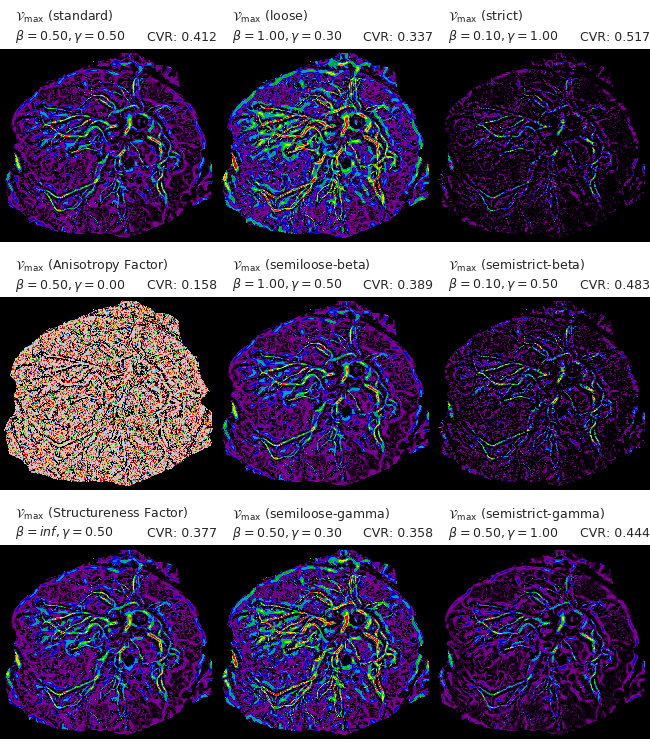 𝒱max (standard)
β = 0.50, γ = 0.50 CVR: 0.412
𝒱max (loose)
β = 1.00, γ = 0.30 CVR: 0.337
𝒱max (strict)
β = 0.10, γ = 1.00 CVR: 0.517
𝒱max (Anisotropy Factor)
β = 0.50, γ = 0.00 CVR: 0.158
𝒱max (semiloose-beta)
β = 1.00, γ = 0.50 CVR: 0.389
𝒱max (semistrict-beta)
β = 0.10, γ = 0.50 CVR: 0.483
𝒱max (Structureness Factor)
β = inf, γ = 0.50 CVR: 0.377
𝒱max (semiloose-gamma)
β = 0.50, γ = 0.30 CVR: 0.358
𝒱max (semistrict-gamma)
β = 0.50, γ = 1.00 CVR: 0.444